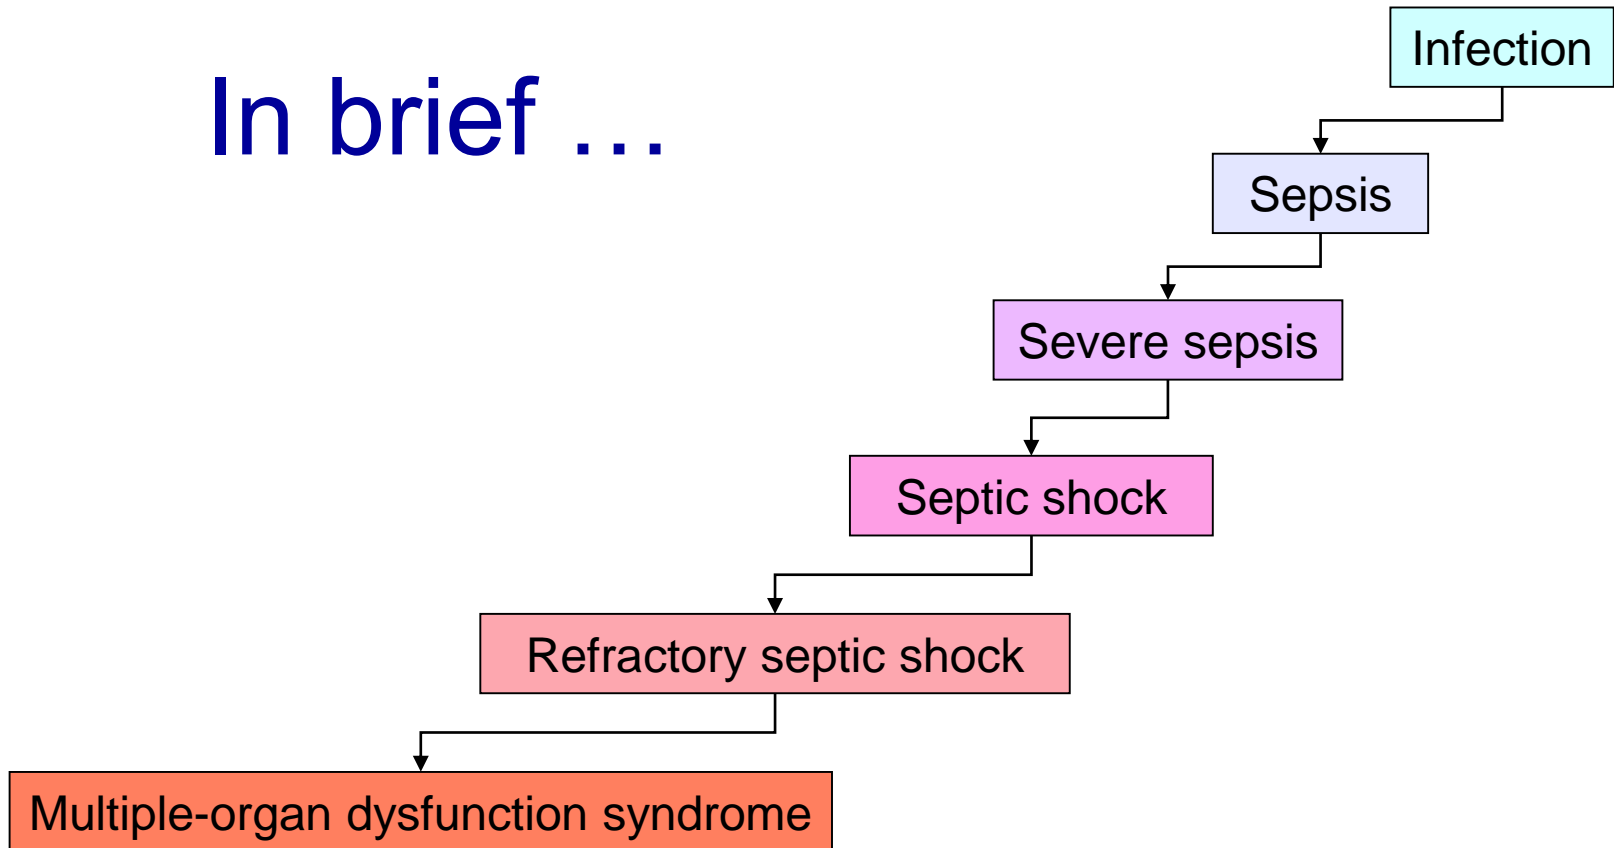 In brief …
Infection
Sepsis
Severe sepsis
Septic shock
Refractory septic shock
Multiple-organ dysfunction syndrome